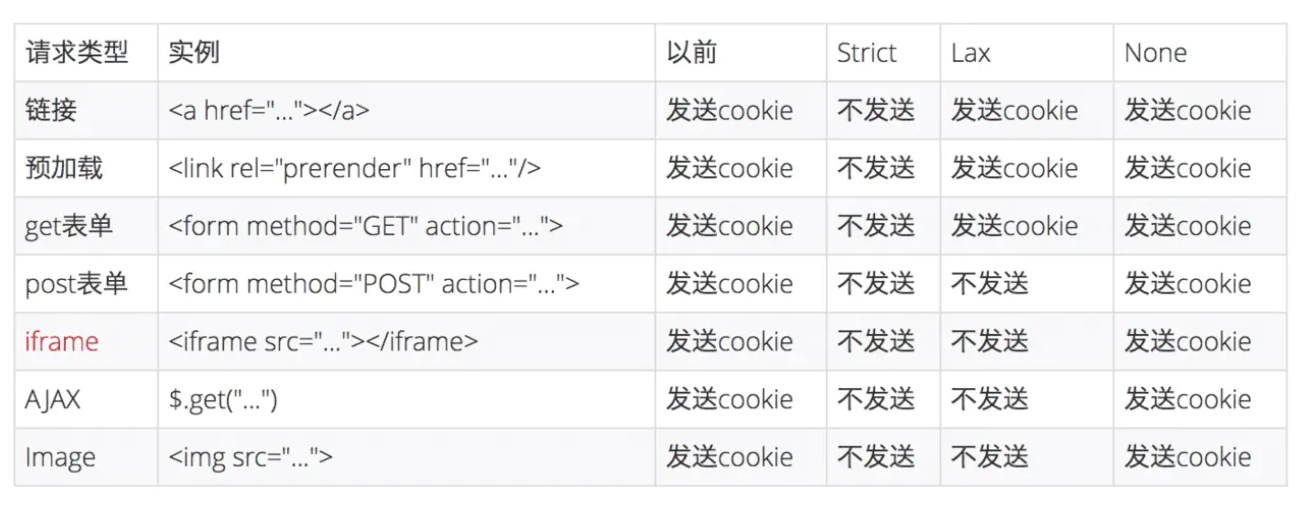 请求类型 实例 以前 Strict Lax None
链接 <a href="..."></a> 发送cookie 不发送 发送cookie 发送cookie
预加载 <link rel="prerender" href="..."/> 发送cookie 不发送 发送cookie 发送cookie
get表单 <form method="GET" action="..."> 发送cookie 不发送 发送cookie 发送cookie
post表单 <form method="POST" action="..."> 发送cookie 不发送 不发送 发送cookie
iframe <iframe src="..."></iframe> 发送cookie 不发送 不发送 发送cookie
AJAX $.get("...") 发送cookie 不发送 不发送 发送cookie
Image <img src="..."> 发送cookie 不发送 不发送 发送cookie